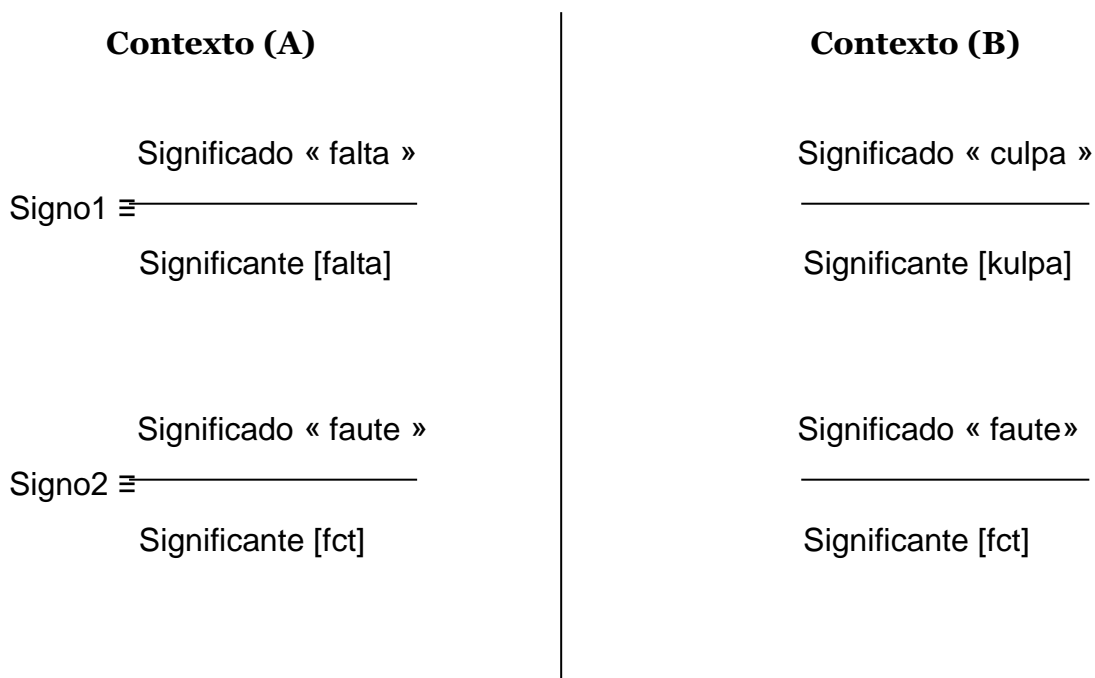 Contexto (A)
Contexto (B)
Significado « falta »
Signo1 ≡
Significante [falta]
Significado « culpa »
Significante [kulpa]
Significado « faute »
Signo2 ≡
Significante [fct]
Significado « faute»
Significante [fct]